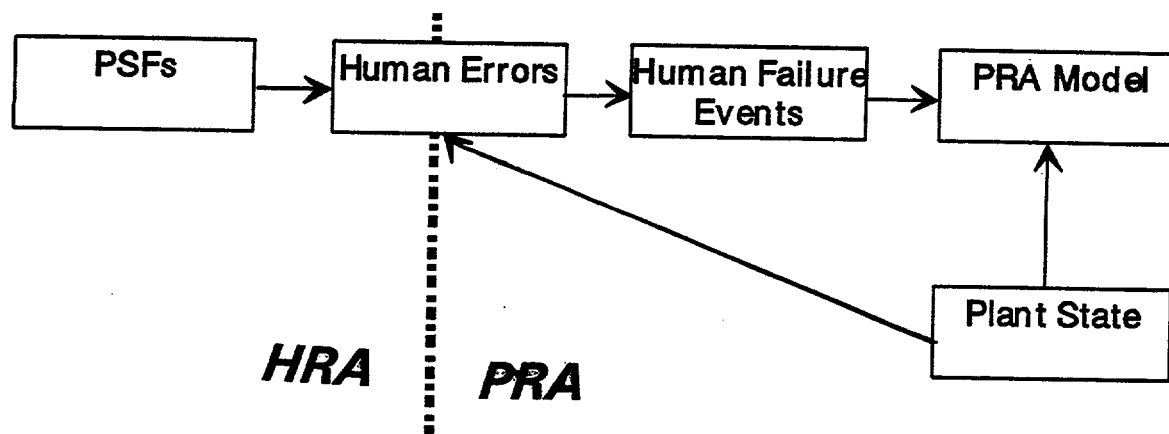 PSFs
Human Errors
Human Failure
Events
PRA Model
Plant State
HRA
PRA